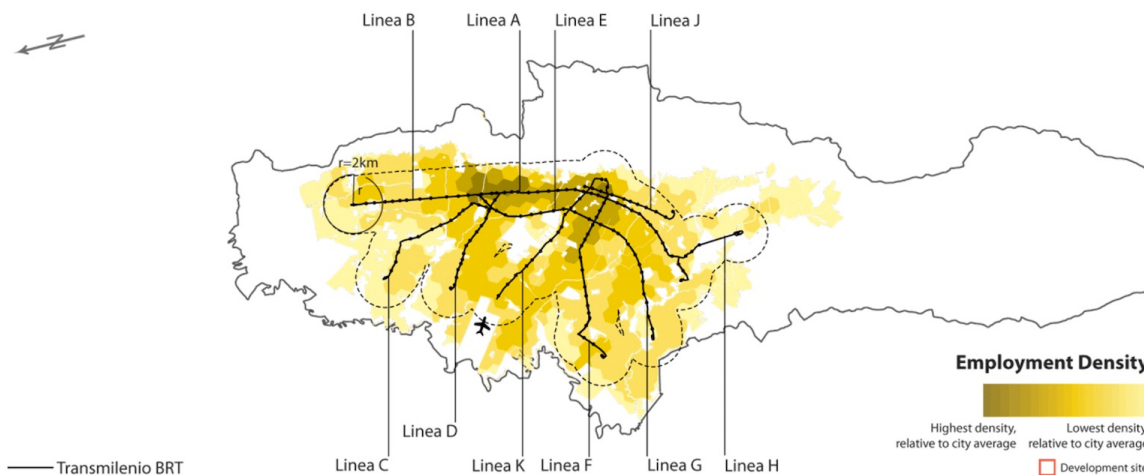 Linea B
Linea A
Linea E
Linea J
Z
r=2km
r
Linea D
Linea C
Linea K
Linea F
Linea G
Linea H
Transmilenio BRT
Employment Density
Highest density,
relative to city average
Lowest density
relative to city average
Development sit